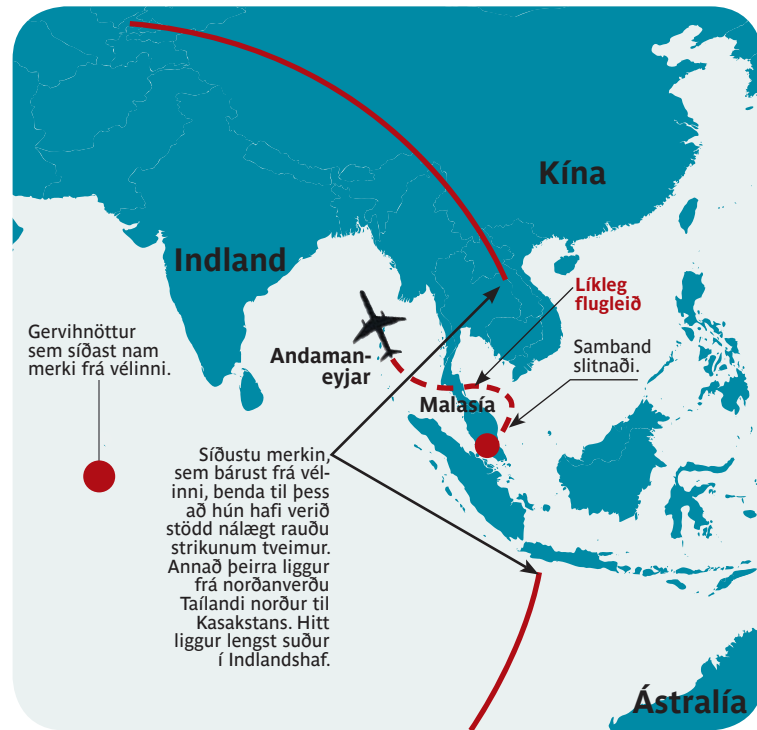 Kína
Indland
Líkleg
flugleið
Gervihnöttur
sem síðast nam
merki frá vélinni.
Andaman-
eyjar
Samband
slitnaði.
Malasía
Síðustu merkin,
sem bárust frá vél-
inni, benda til þess
að hún hafi verið
stödd nálægt rauðu
strikunum tveimur.
Annað þeirra liggur
frá norðanverðu
Taílandi norður til
Kasakstans. Hitt
liggur lengst suður
í Indlandshaf.
Ástralía